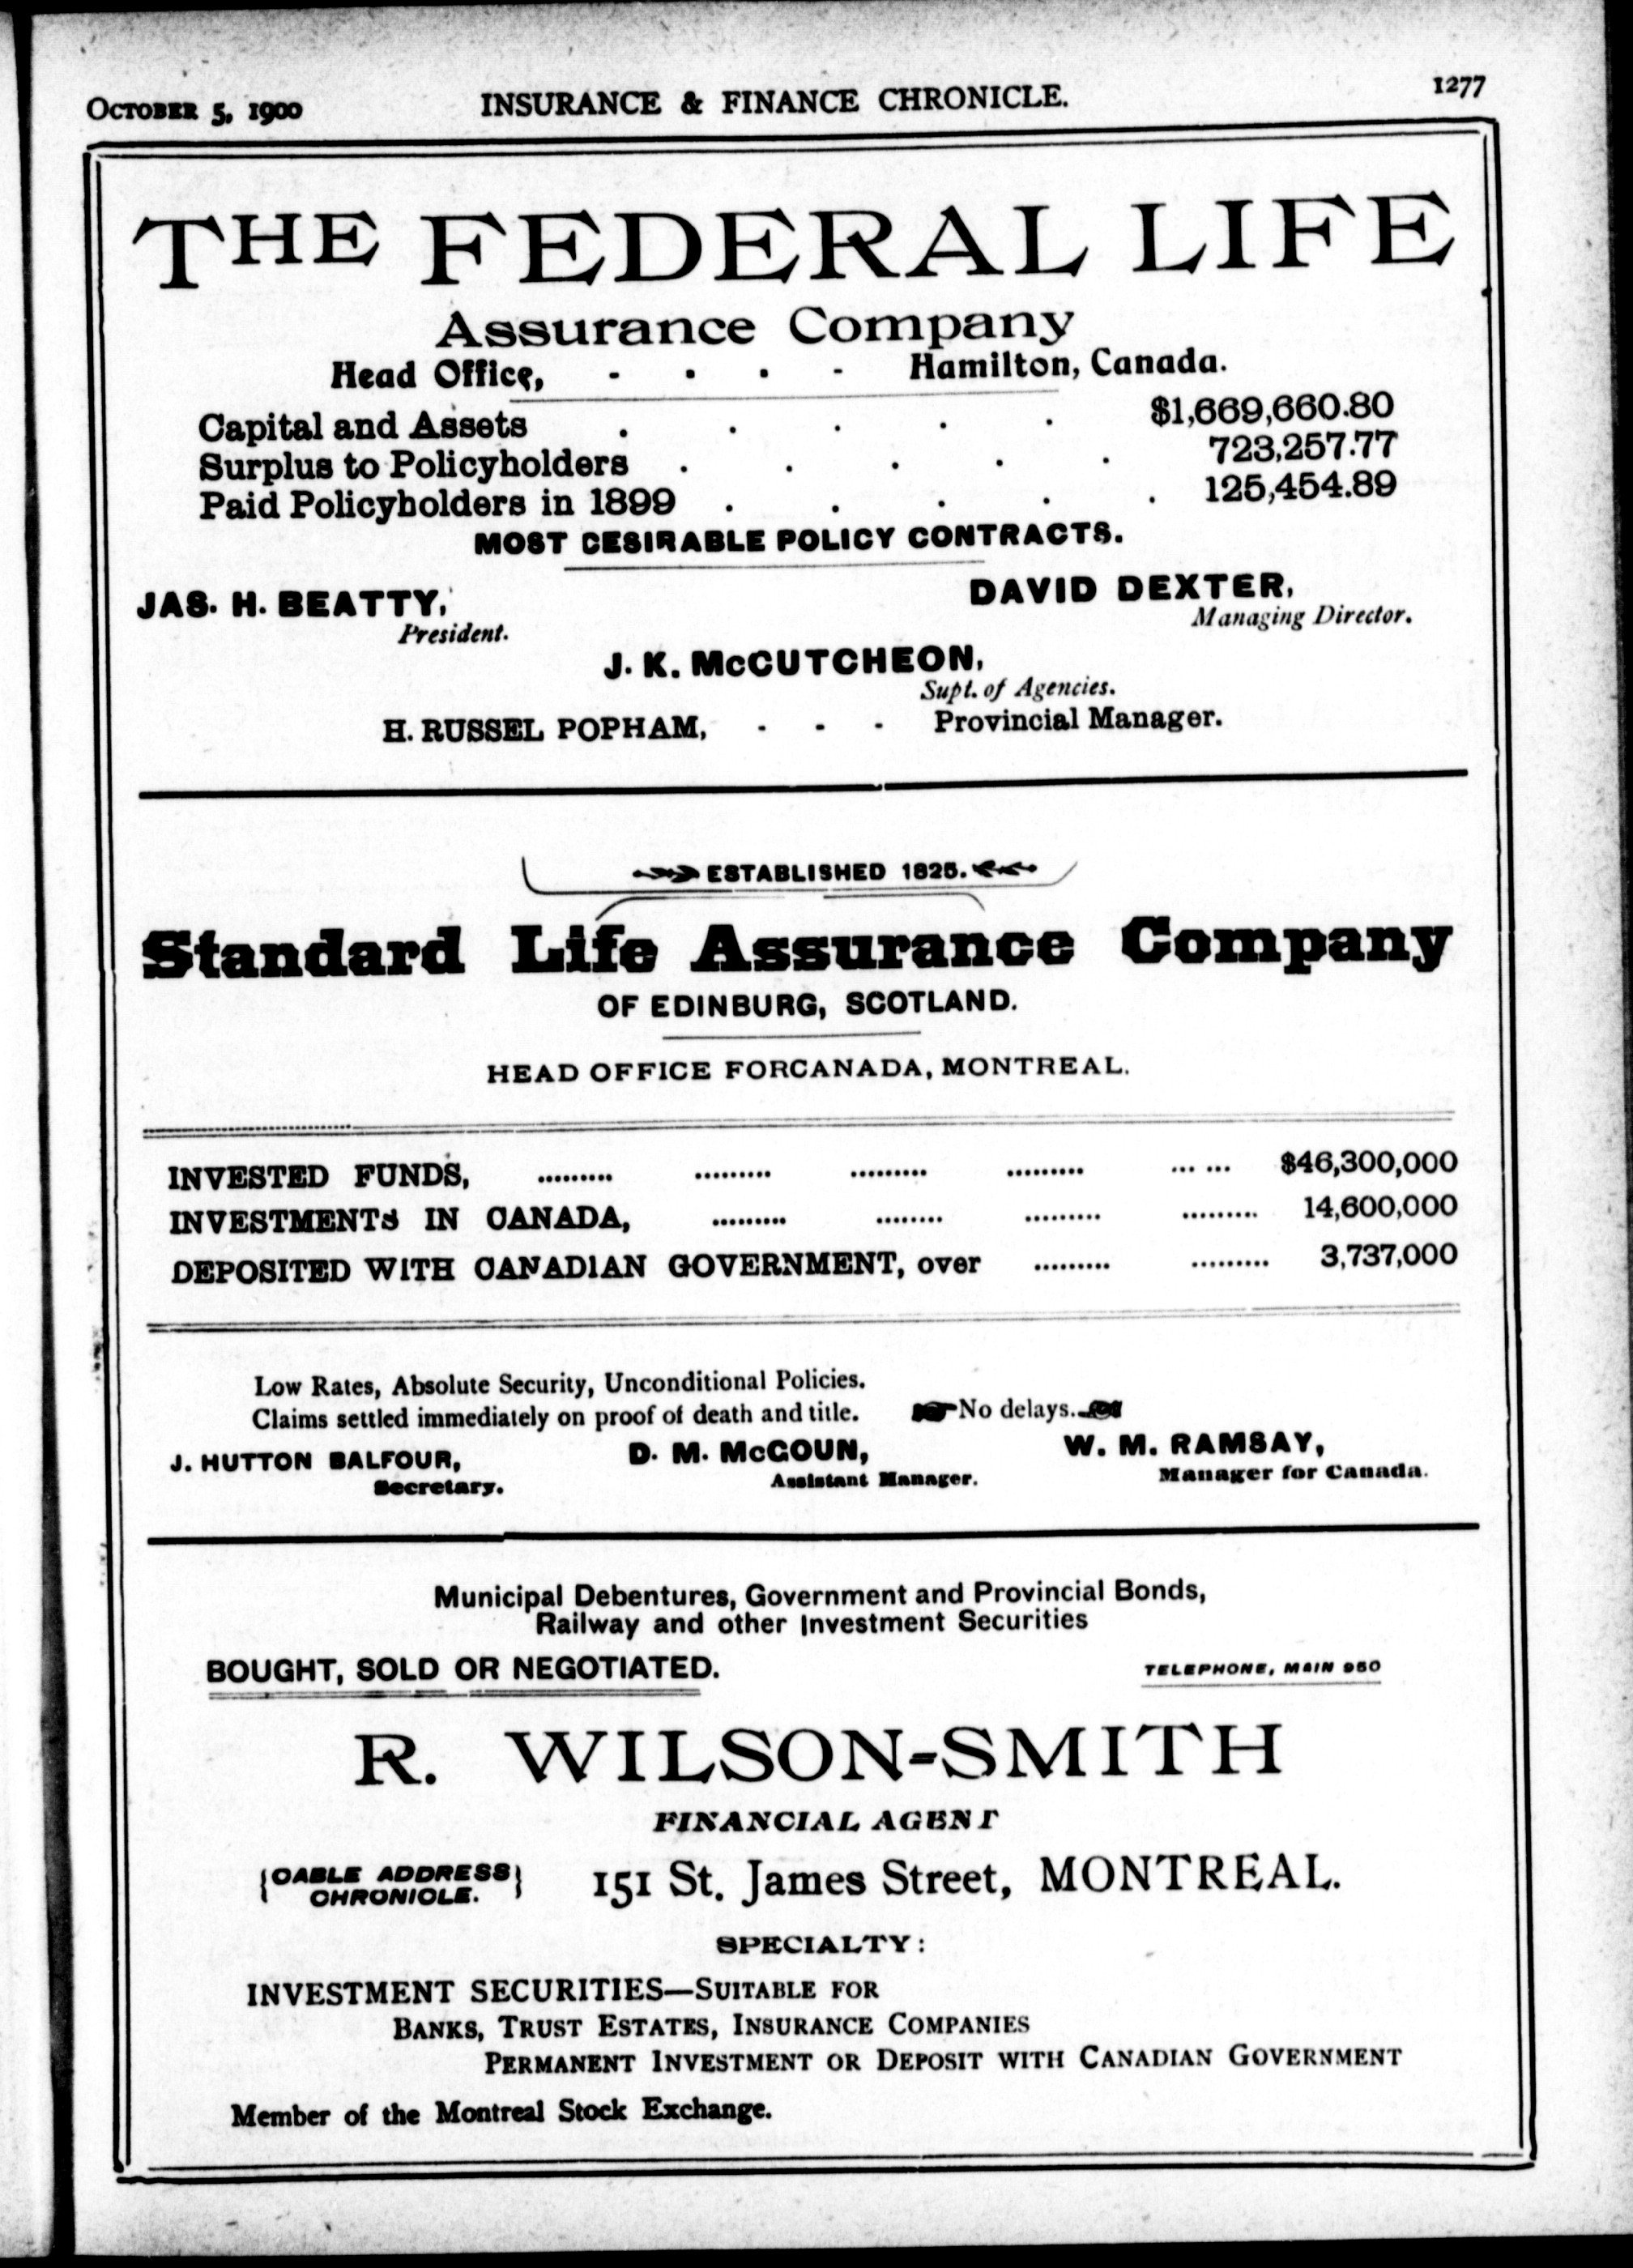 OCTOBER 5, 1900 INSURANCE & FINANCE CHRONICLE. 1277
THE FEDERAL LIFE
Assurance Company
Head Office, - - - - Hamilton, Canada.
Capital and Assets . . . . . $1,669,660.80
Surplus to Policyholders . . . . . 723,257.77
Paid Policyholders in 1899 . . . . . 125,454.89
MOST DESIRABLE POLICY CONTRACTS.
JAS. H. BEATTY, DAVID DEXTER,
President. Managing Director.
J. K. McCUTCHEON,
Supt. of Agencies.
H. RUSSEL POPHAM, - - - Provincial Manager.
ESTABLISHED 1825.
Standard Life Assurance Company
OF EDINBURG, SCOTLAND.
HEAD OFFICE FORCANADA, MONTREAL.
INVESTED FUNDS, ......... ......... ......... ......... ... ... $46,300,000
INVESTMENTS IN CANADA, ......... ........ ......... ......... 14,600,000
DEPOSITED WITH CANADIAN GOVERNMENT, over ......... ......... 3,737,000
Low Rates, Absolute Security, Unconditional Policies.
Claims settled immediately on proof of death and title. No delays.
J. HUTTON BALFOUR, D. M. McGOUN, W. M. RAMSAY,
Secretary. Assistant Manager. Manager for Canada.
Municipal Debentures, Government and Provincial Bonds,
Railway and other Investment Securities
BOUGHT, SOLD OR NEGOTIATED. TELEPHONE, MAIN 950
R. WILSON-SMITH
FINANCIAL AGENT
CABLE ADDRESS
CHRONICLE. 151 St. James Street, MONTREAL.
SPECIALTY:
INVESTMENT SECURITIES—SUITABLE FOR
BANKS, TRUST ESTATES, INSURANCE COMPANIES
PERMANENT INVESTMENT OR DEPOSIT WITH CANADIAN GOVERNMENT
Member of the Montreal Stock Exchange.